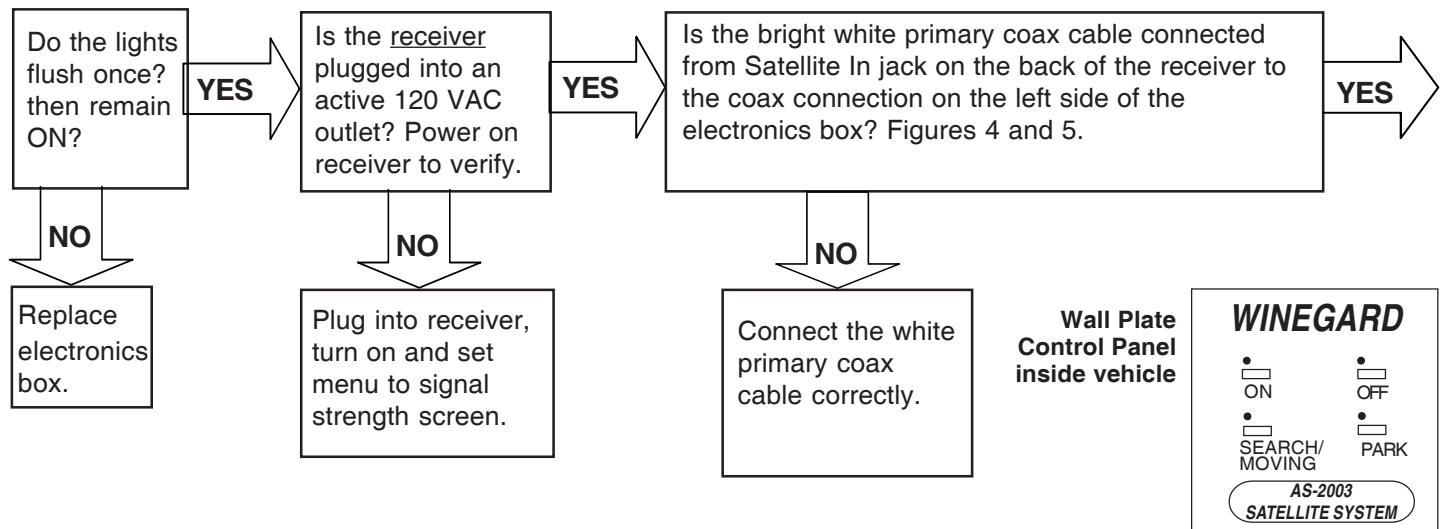 Do the lights
flush once?
then remain
ON?
YES
Is the receiver
plugged into an
active 120 VAC
outlet? Power on
receiver to verify.
YES
Is the bright white primary coax cable connected
from Satellite In jack on the back of the receiver to
the coax connection on the left side of the
electronics box? Figures 4 and 5.
YES
NO
NO
NO
Replace
electronics
box.
Plug into receiver,
turn on and set
menu to signal
strength screen.
Connect the white
primary coax
cable correctly.
Wall Plate
Control Panel
inside vehicle
WINEGARD
ON
OFF
SEARCH/
MOVING
PARK
AS-2003
SATELLITE SYSTEM